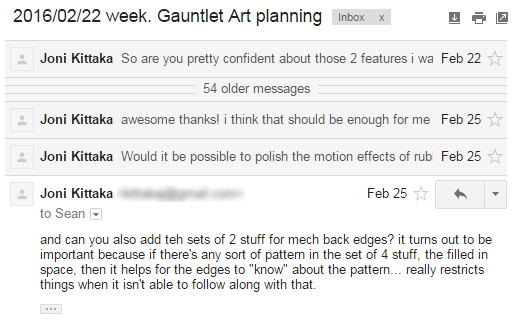 2016/02/22 week. Gauntlet Art planning Inbox x
Joni Kittaka So are you pretty confident about those 2 features i wa Feb 22
54 older messages
Joni Kittaka awesome thanks! i think that should be enough for me Feb 25
Joni Kittaka Would it be possible to polish the motion effects of rub Feb 25
Joni Kittaka Feb 25
to Sean
and can you also add teh sets of 2 stuff for mech back edges? it turns out to be
important because if there's any sort of pattern in the set of 4 stuff, the filled in
space, then it helps for the edges to "know" about the pattern... really restricts
things when it isn't able to follow along with that.